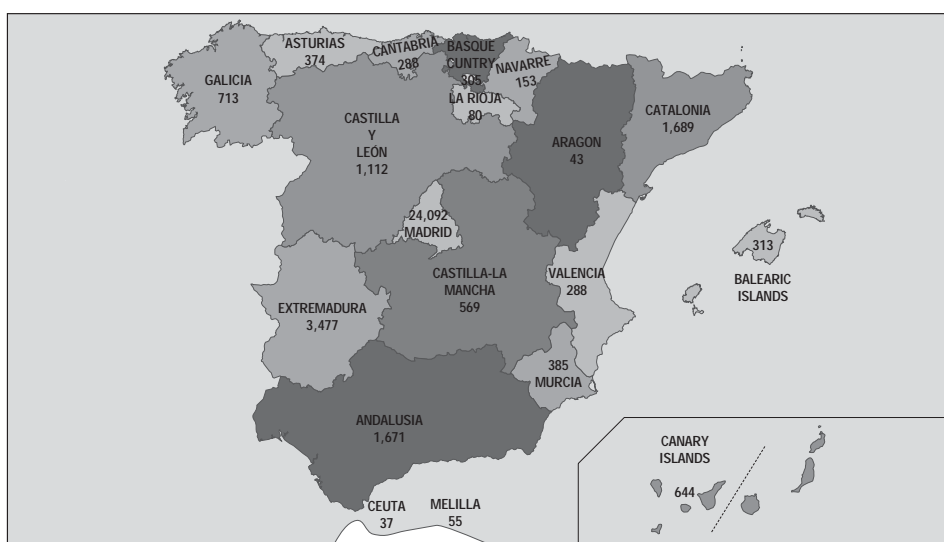 ASTURIAS
374
CANTABRIA
288
BASQUE
CUNTRY
305
NAVARRE
153
GALICIA
713
LA RIOJA
80
CASTILLA
Y
LEÓN
1,112
ARAGON
43
CATALONIA
1,689
24,092
MADRID
313
BALEARIC
ISLANDS
CASTILLA-LA
MANCHA
569
VALENCIA
288
EXTREMADURA
3,477
385
MURCIA
ANDALUSIA
1,671
CANARY
ISLANDS
644
CEUTA
37
MELILLA
55